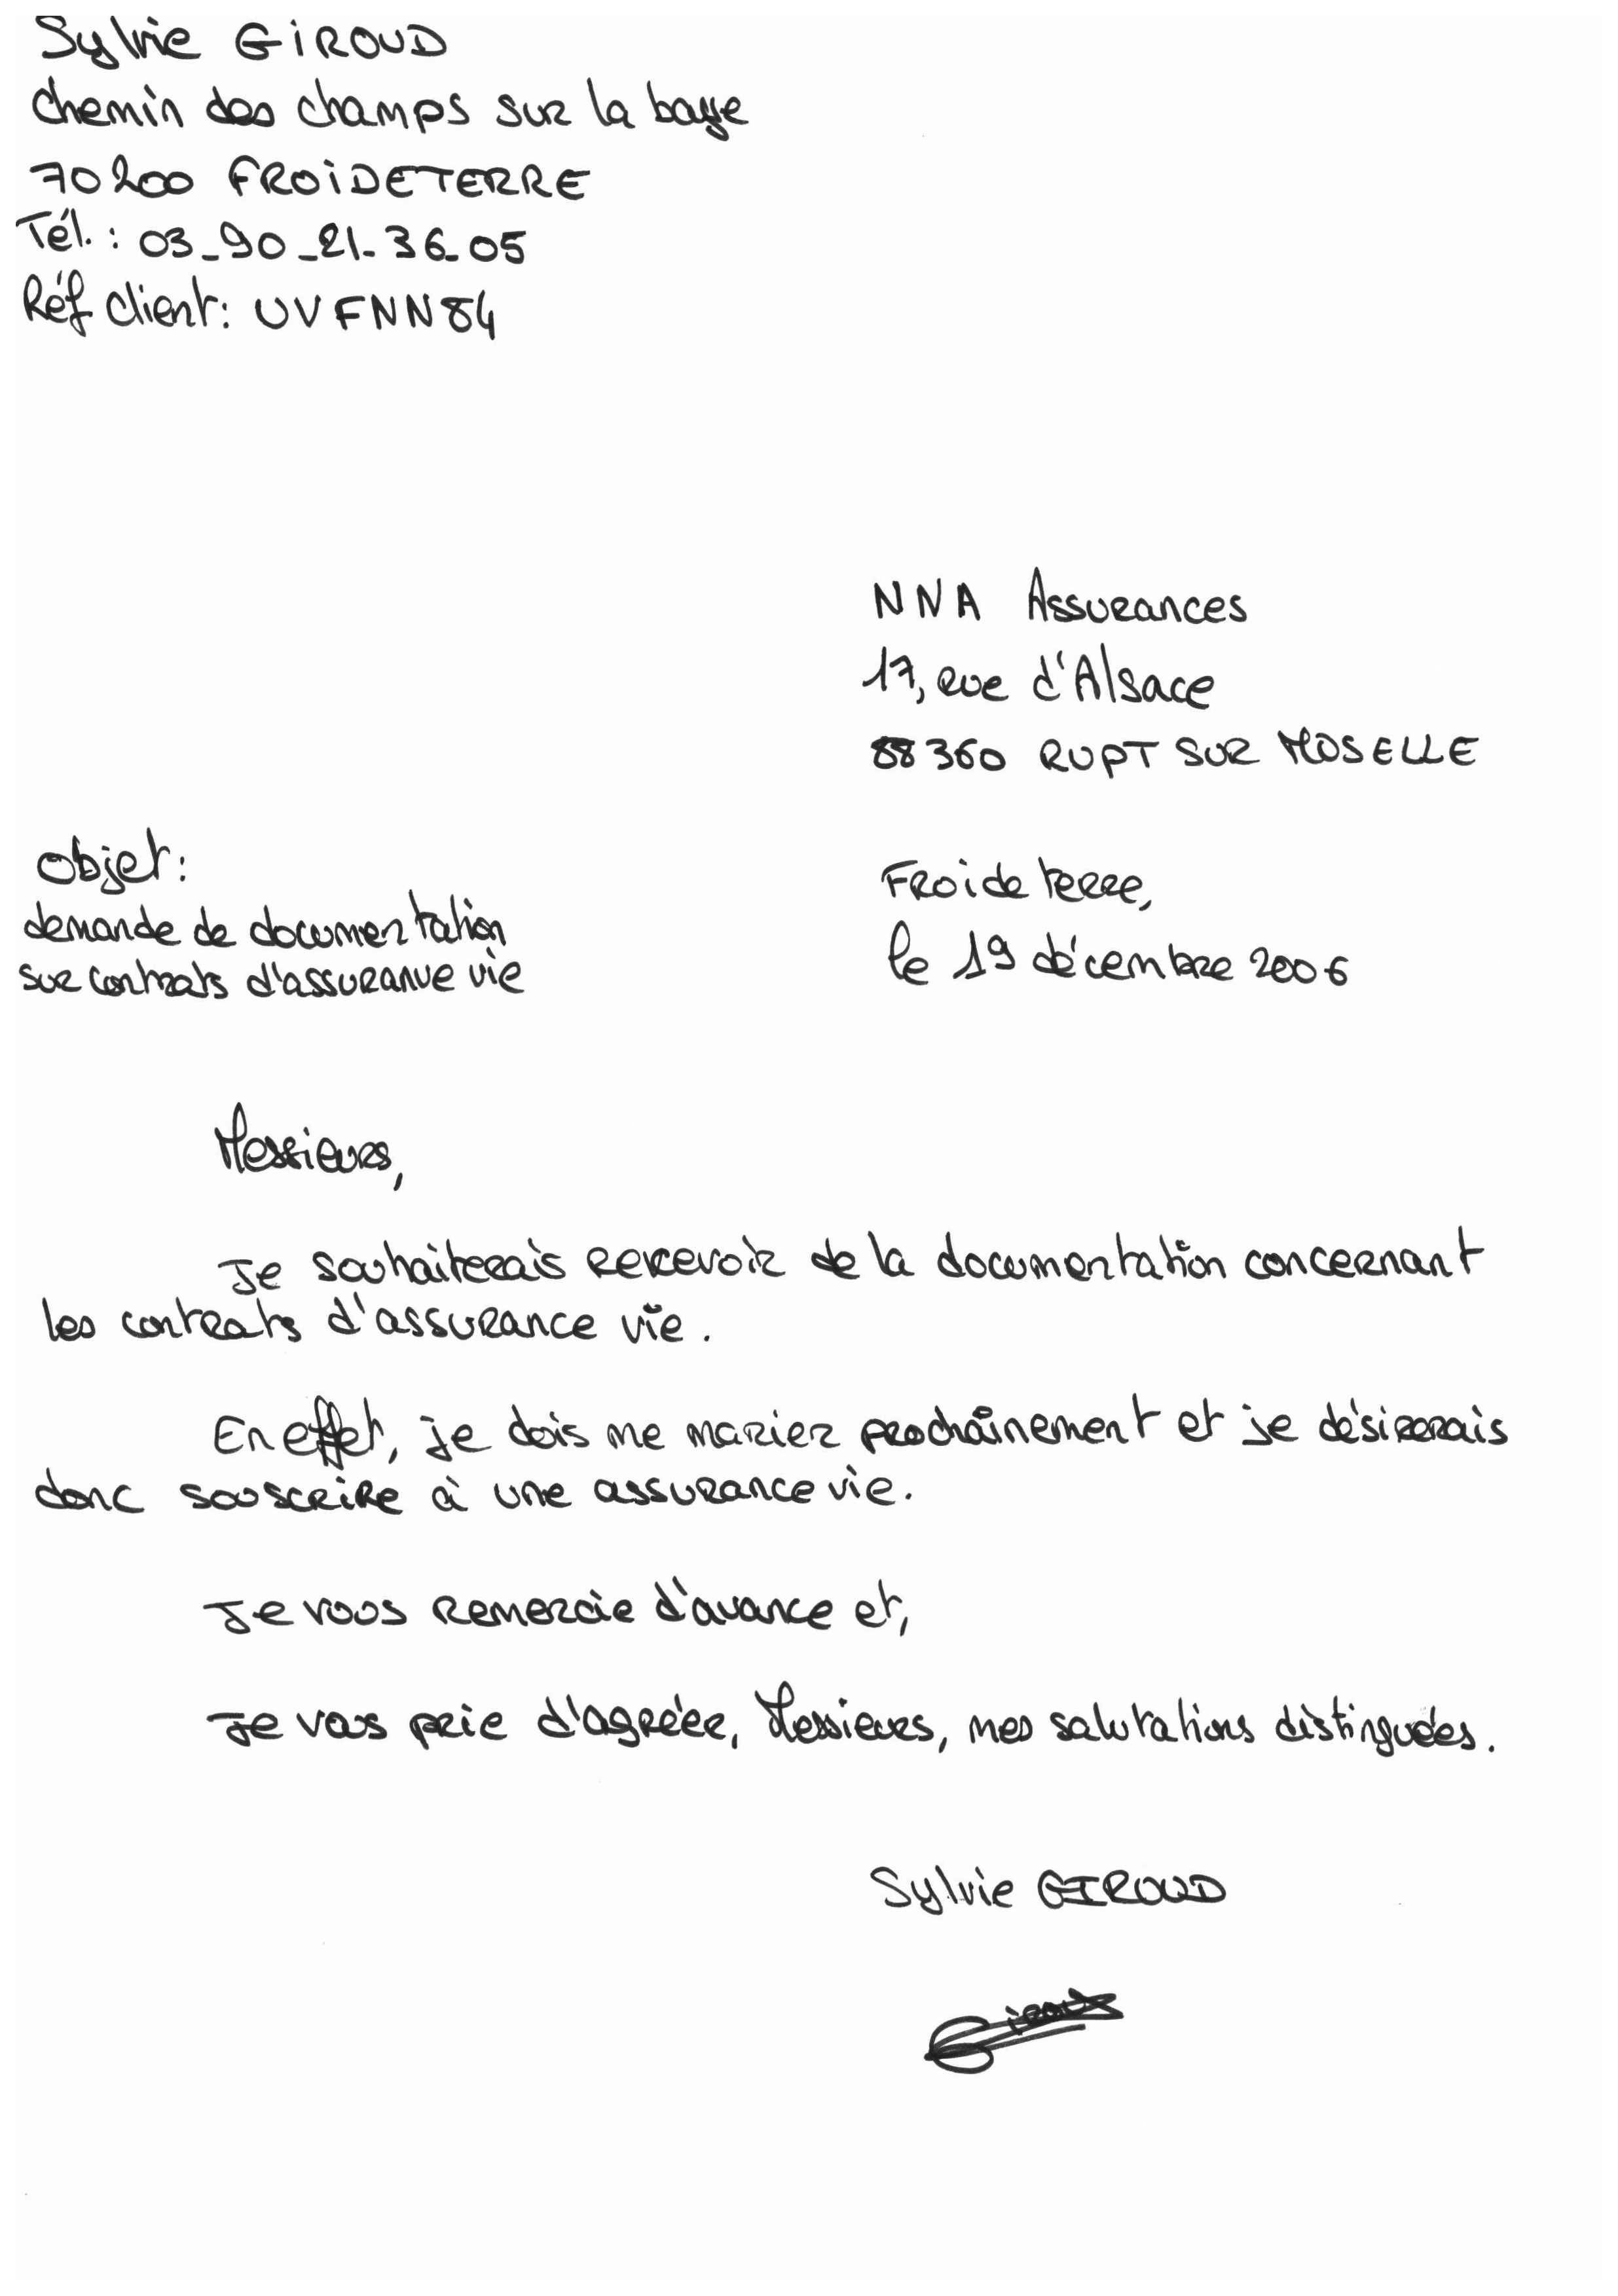 Sylvie GIROUD
chemin des champs sur la baye
70200 FROIDETERRE
Tél. : 03_90_21_36_05
Réf client : UVFNN84
NNA Assurances
17, rue d'Alsace
88360 RUPT SUR MOSELLE
Objet :
demande de documentation
sur contrats d'assuranve vie
Froideterre,
le 19 décembre 2006
Messieurs,
Je souhaiterais recevoir de la documentation concernant
les contrats d'assurance vie.
En effet, je dois me marier prochainement et je désirerais
donc souscrire à une assurance vie.
Je vous remercie d'avance et,
Je vous prie d'agréer, Messieurs, mes salutations distinguées.
Sylvie GIROUD
Giroud